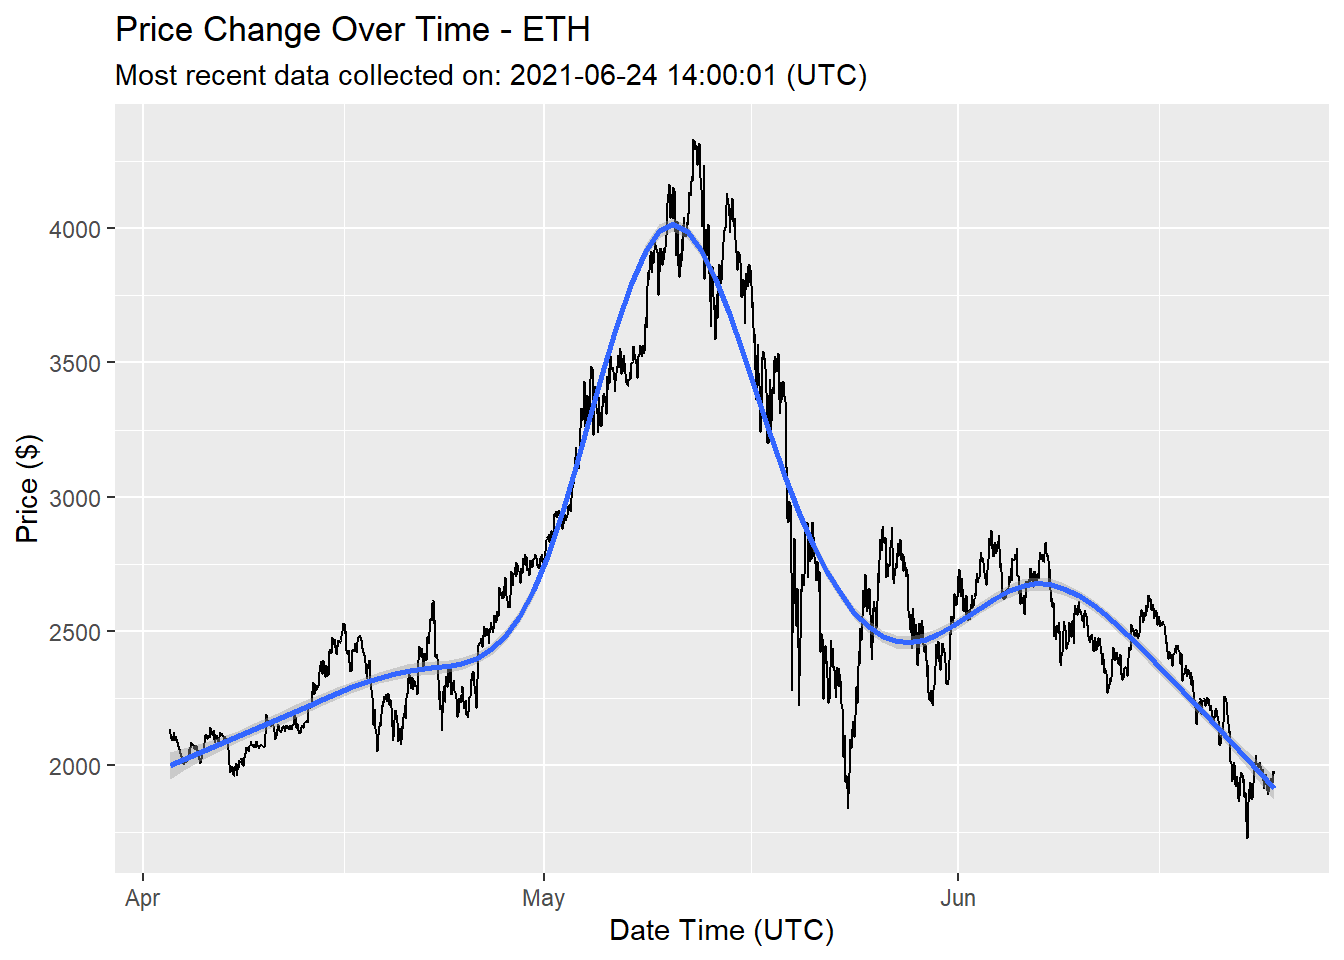 Price Change Over Time - ETH
Most recent data collected on: 2021-06-24 14:00:01 (UTC)
Price ($)
4000
3500
3000
2500
2000
Apr
May
Jun
Date Time (UTC)